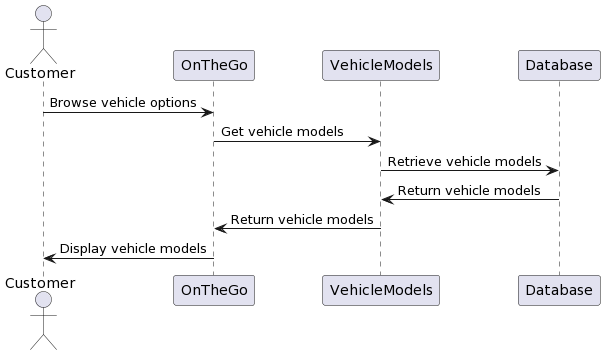 Customer
OnTheGo
VehicleModels
Database
Browse vehicle options
Get vehicle models
Retrieve vehicle models
Return vehicle models
Return vehicle models
Display vehicle models
Customer
OnTheGo
VehicleModels
Database